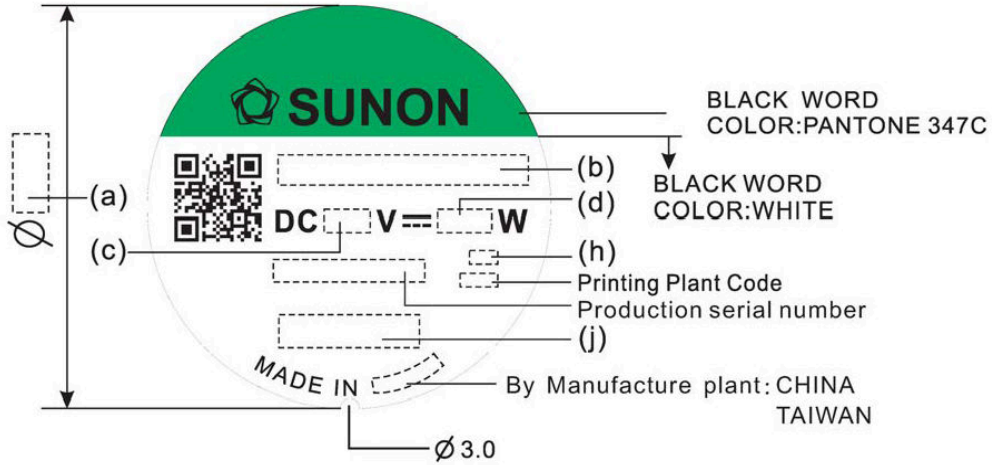 SUNON
BLACK WORD
COLOR:PANTONE 347C
BLACK WORD
COLOR:WHITE
(a)
(b)
DC V W
(d)
(c)
(h)
Printing Plant Code
Production serial number
(j)
MADE IN
By Manufacture plant: CHINA
TAIWAN
Ø
Ø 3.0